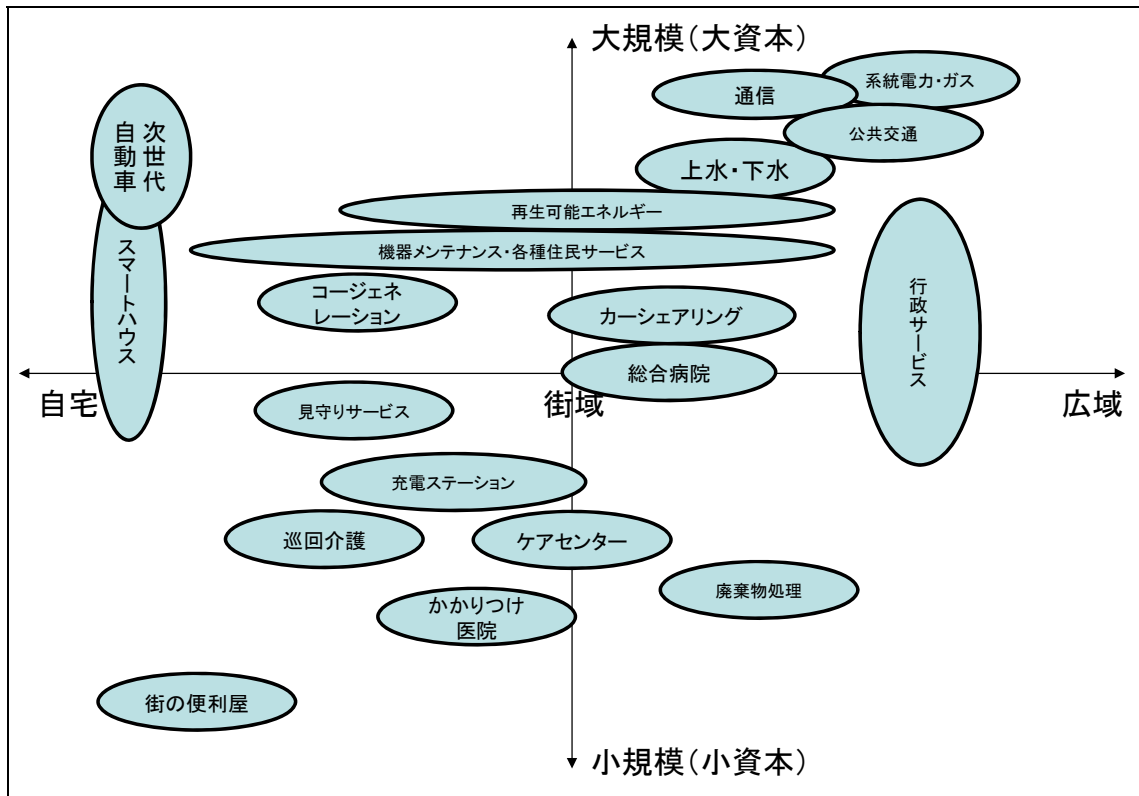 大規模（大資本）
系統電力・ガス
通信
公共交通
次世代
自動車
上水・下水
再生可能エネルギー
機器メンテナンス・各種住民サービス
スマートハウス
コージェネ
レーション
カーシェアリング
行政サービス
総合病院
自宅
街域
広域
見守りサービス
充電ステーション
巡回介護
ケアセンター
廃棄物処理
かかりつけ
医院
街の便利屋
小規模（小資本）